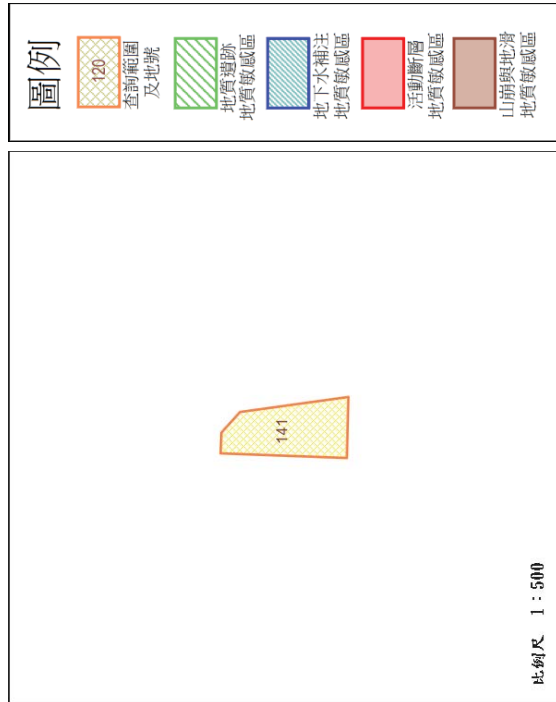 圖例
120
查詢範圍
及地號
地質遺跡
地質敏感區
地下水補注
地質敏感區
活動斷層
地質敏感區
山崩與地滑
地質敏感區
141
比例尺 1：500